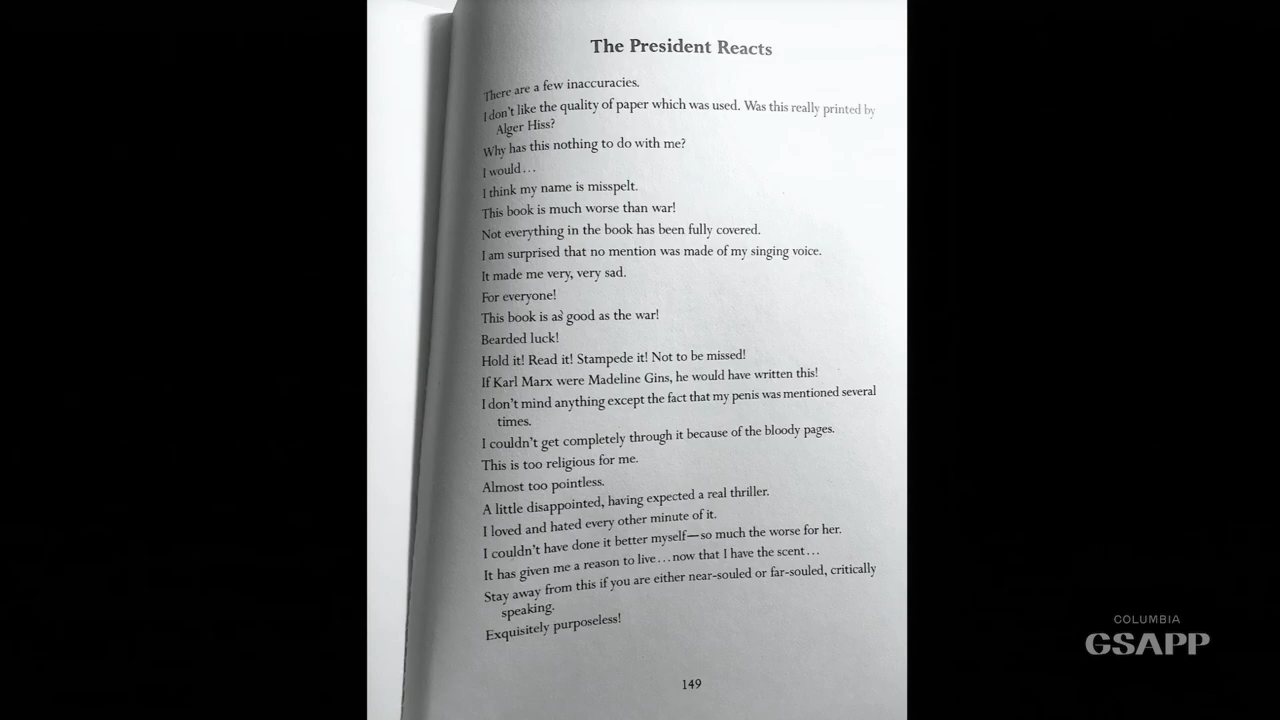 The President Reacts
There are a few inaccuracies.
I don't like the quality of paper which was used. Was this really printed by
Alger Hiss?
Why has this nothing to do with me?
I would...
I think my name is misspelt.
This book is much worse than war!
Not everything in the book has been fully covered.
I am surprised that no mention was made of my singing voice.
It made me very, very sad.
For everyone!
This book is as good as the war!
Bearded luck!
Hold it! Read it! Stampede it! Not to be missed!
If Karl Marx were Madeline Gins, he would have written this!
I don't mind anything except the fact that my penis was mentioned several
times.
I couldn't get completely through it because of the bloody pages.
This is too religious for me.
Almost too pointless.
A little disappointed, having expected a real thriller.
I loved and hated every other minute of it.
I couldn't have done it better myself—so much the worse for her.
It has given me a reason to live...now that I have the scent...
Stay away from this if you are either near-souled or far-souled, critically
speaking.
Exquisitely purposeless!
149
COLUMBIA
GSAPP